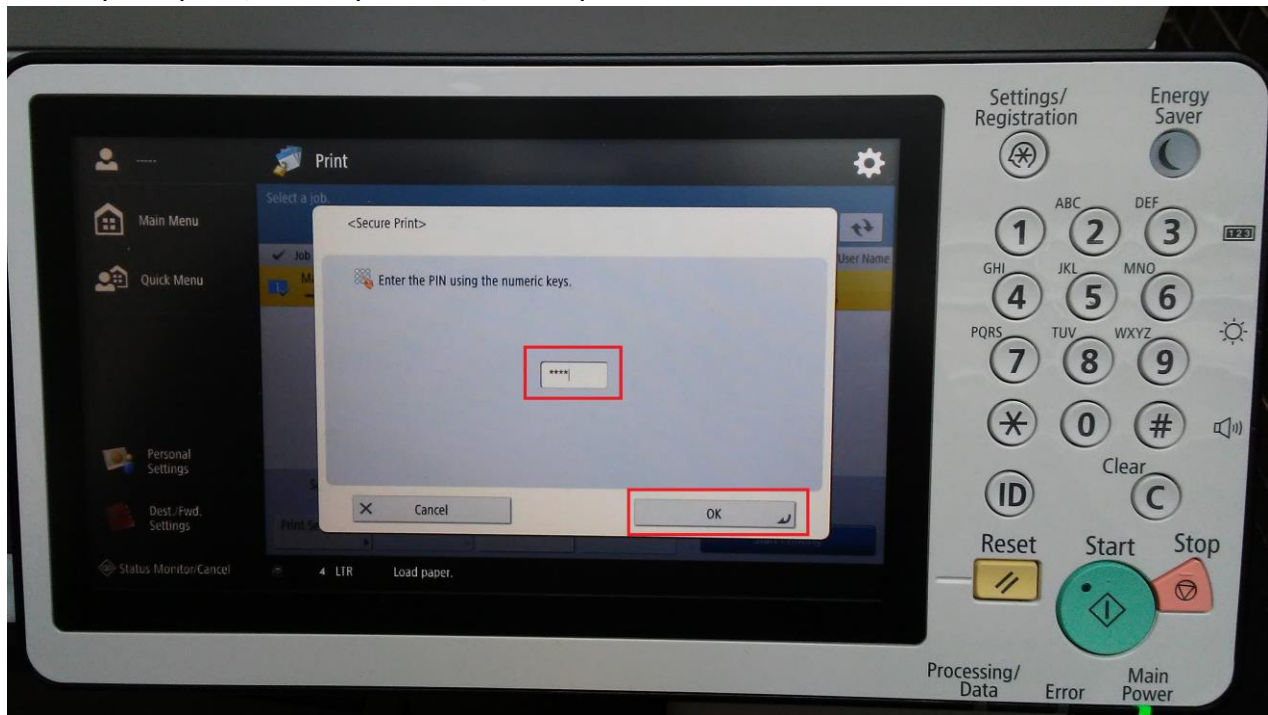 Settings/
Registration
Energy
Saver
----
Print
Select a job.
Main Menu
<Secure Print>
Job
User Name
Quick Menu
Enter the PIN using the numeric keys.
****
Personal
Settings
Dest./Fwd.
Settings
Cancel
OK
Status Monitor/Cancel
4 LTR Load paper.
1
ABC
2
DEF
3
123
GHI
4
JKL
5
MNO
6
PQRS
7
TUV
8
WXYZ
9
0
#
ID
Clear
C
Reset
Start
Stop
Processing/
Data
Error
Main
Power